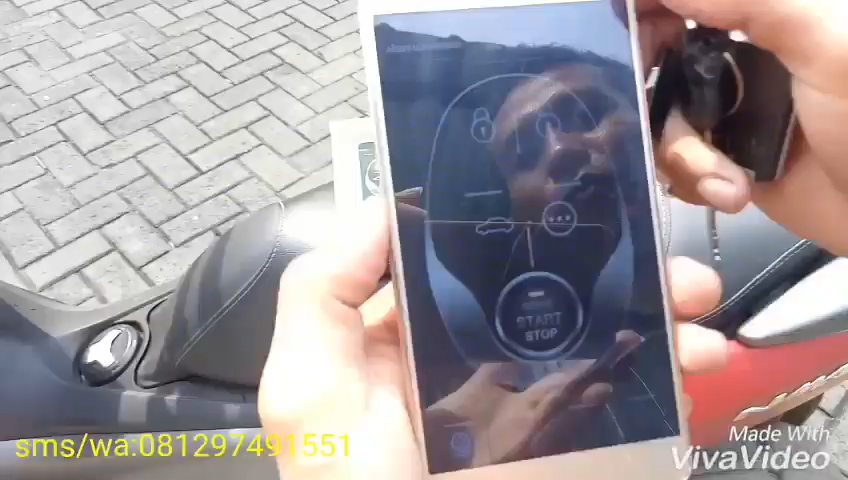 START
STOP
sms/wa:081297491551
Made With
VivaVideo